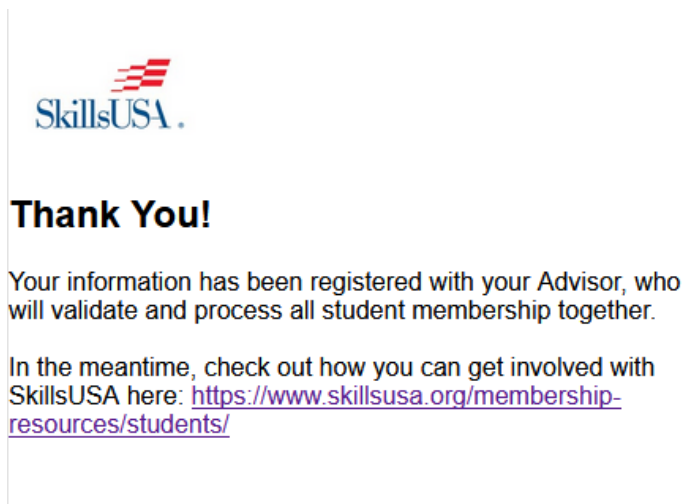 SkillsUSA®
Thank You!
Your information has been registered with your Advisor, who
will validate and process all student membership together.
In the meantime, check out how you can get involved with
SkillsUSA here: https://www.skillsusa.org/membership-
resources/students/